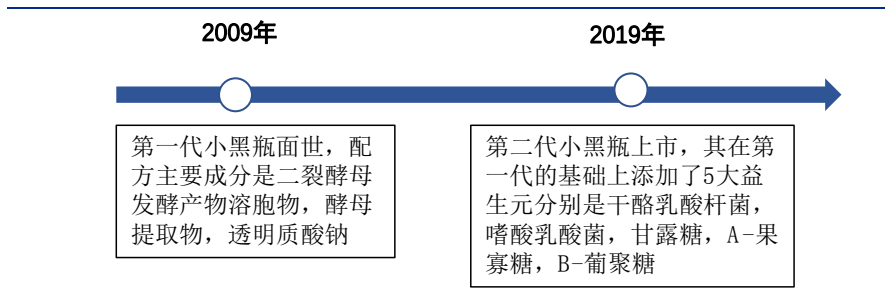 2009年
2019年
第一代小黑瓶面世，配
方主要成分是二裂酵母
发酵产物溶胞物，酵母
提取物，透明质酸钠
第二代小黑瓶上市，其在第
一代的基础上添加了5大益
生元分别是干酪乳酸杆菌，
嗜酸乳酸菌，甘露糖，A-果
寡糖，B-葡聚糖